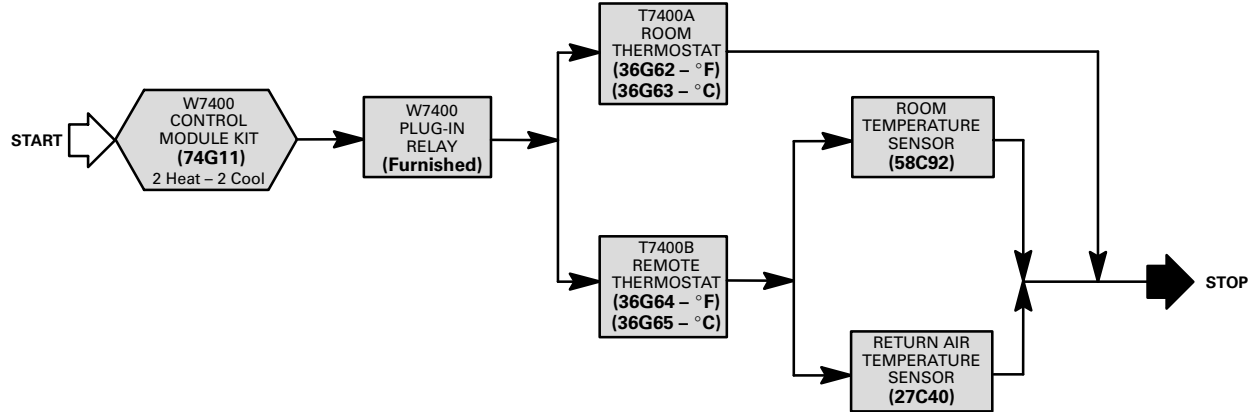 START
W7400
CONTROL
MODULE KIT
(74G11)
2 Heat – 2 Cool
W7400
PLUG-IN
RELAY
(Furnished)
T7400A
ROOM
THERMOSTAT
(36G62 – °F)
(36G63 – °C)
T7400B
REMOTE
THERMOSTAT
(36G64 – °F)
(36G65 – °C)
ROOM
TEMPERATURE
SENSOR
(58C92)
RETURN AIR
TEMPERATURE
SENSOR
(27C40)
STOP